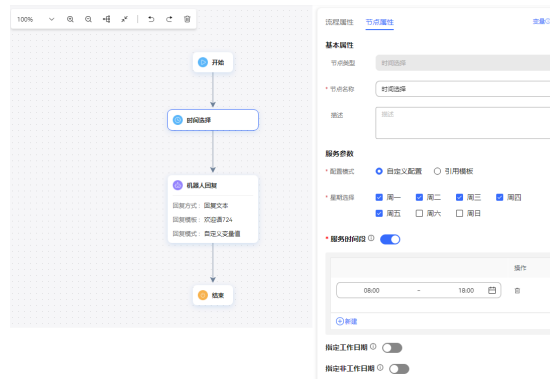 100%
流程属性 节点属性 变量
基本属性
节点类型 时间选择
* 节点名称 时间选择
描述 描述
服务参数
* 配置模式 自定义配置 引用模板
* 星期选择 周一 周二 周三 周四
周五 周六 周日
* 服务时间段
操作
08:00 - 18:00
新建
指定工作日期
指定非工作日期
开始
时间选择
机器人回复
回复方式： 回复文本
回复模板： 欢迎语724
回复模式： 自定义变量值
结束